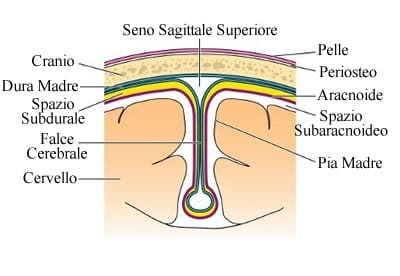 Seno Sagittale Superiore
Cranio
Dura Madre
Spazio
Subdurale
Falce
Cerebrale
Cervello
Pelle
Periosteo
Aracnoide
Spazio
Subaracnoideo
Pia Madre